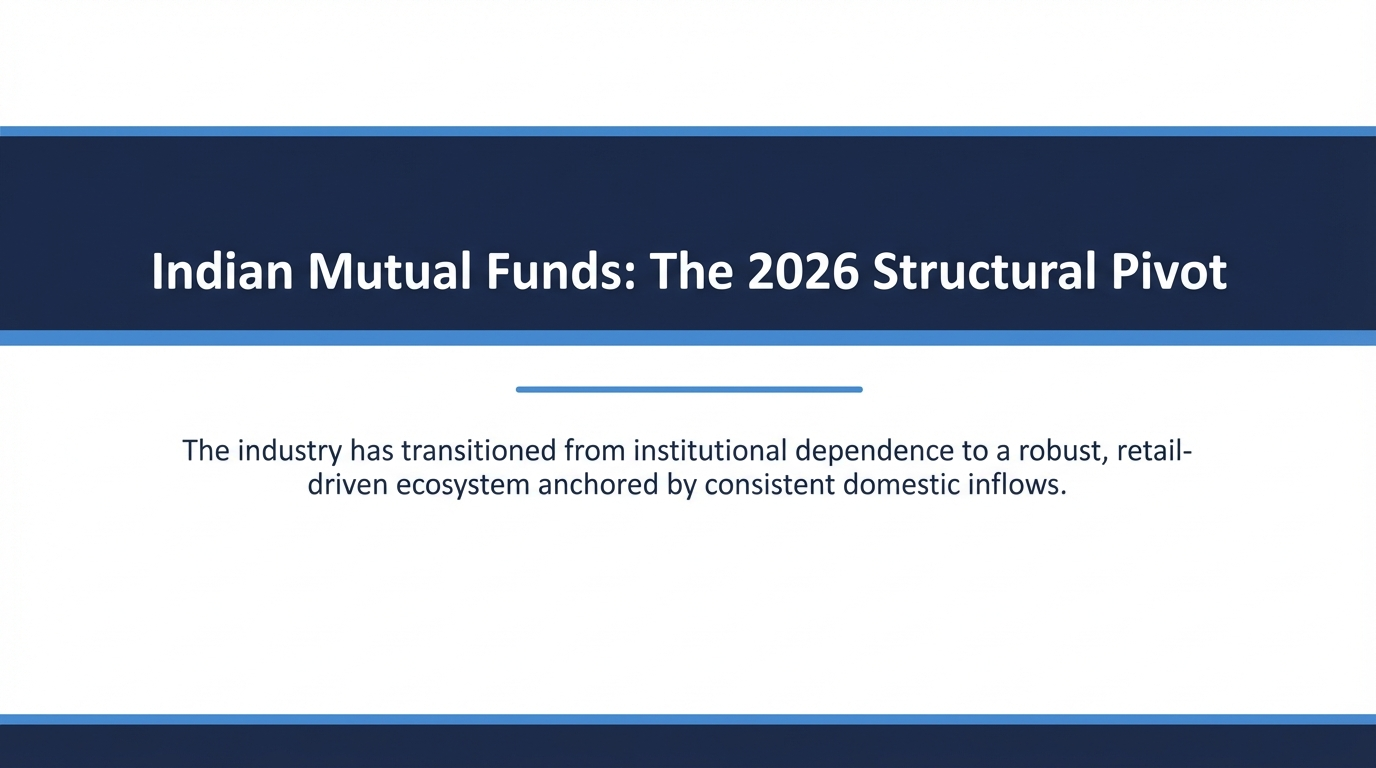 Indian Mutual Funds: The 2026 Structural Pivot
The industry has transitioned from institutional dependence to a robust, retail-
driven ecosystem anchored by consistent domestic inflows.